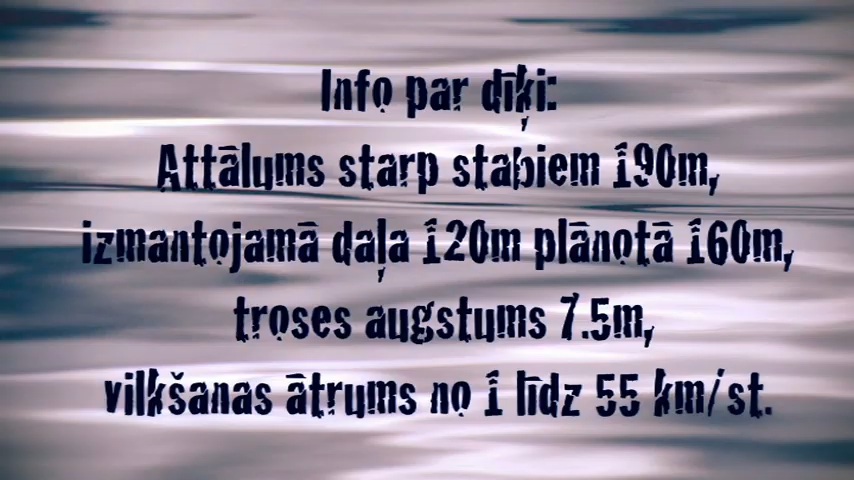 Info par dīķi:
Attālums starp stabiem 190m,
izmantojamā daļa 120m plānotā 160m,
troses augstums 7.5m,
vilkšanas ātrums no 1 līdz 55 km/st.